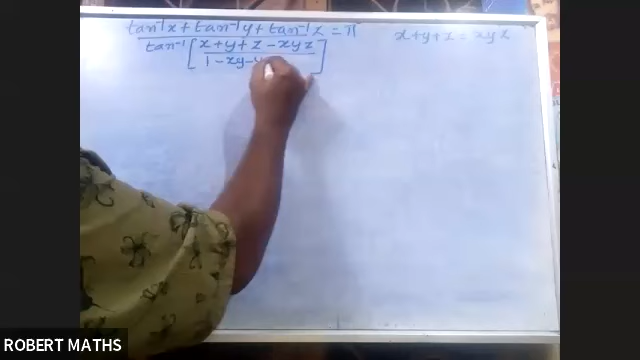 tan⁻¹x + tan⁻¹y + tan⁻¹z = π x + y + z = xyz
tan⁻¹ [ x + y + z − xyz
1 − xy − y ]
ROBERT MATHS